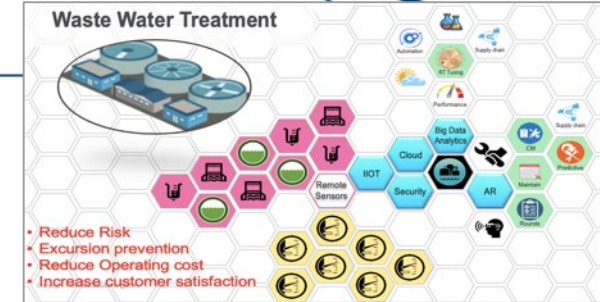 Waste Water Treatment
Automation
Supply chain
RT Tuning
Performance
Big Data
Analytics
Supply chain
CM
Predictive
Cloud
IIOT
Remote
Sensors
Security
AR
Maintain
Rounds
• Reduce Risk
• Excursion prevention
• Reduce Operating cost
• Increase customer satisfaction